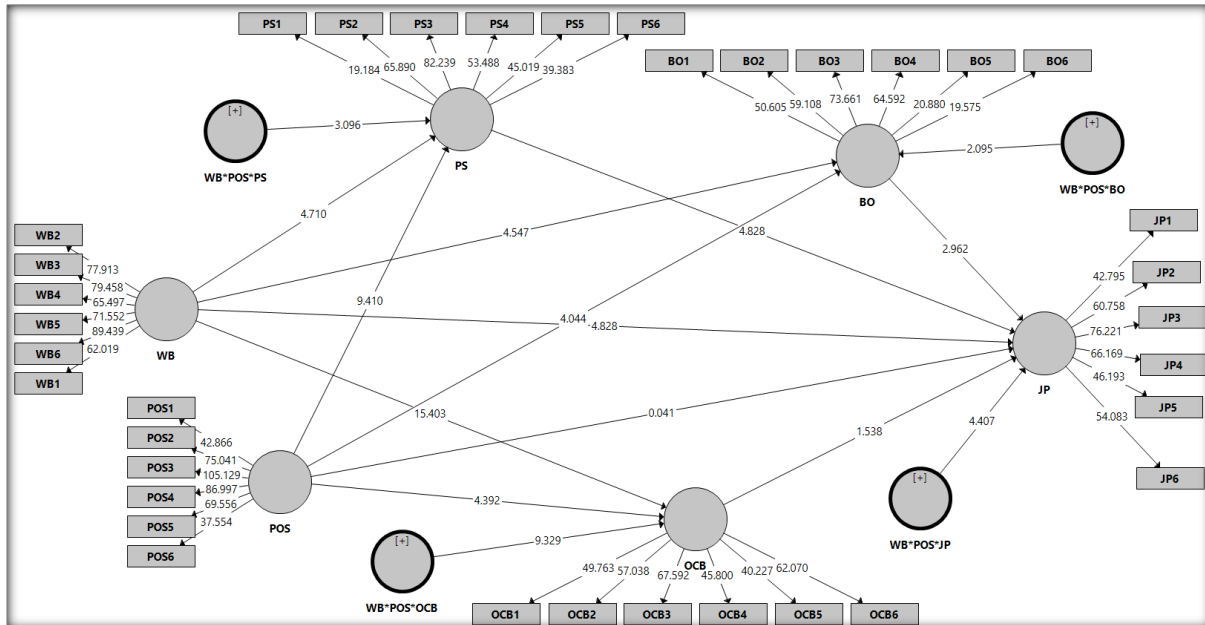 PS1 PS2 PS3 PS4 PS5 PS6
19.184 65.890 82.239 53.488 45.019 39.383
BO1 BO2 BO3 BO4 BO5 BO6
50.605 59.108 73.661 64.592 20.880 19.575
[+]
WB*POS*PS
3.096
PS
[+]
WB*POS*BO
2.095
BO
4.710
4.547
4.828
2.962
9.410
4.044
4.828
WB2
WB3
WB4
WB5
WB6
WB1
77.913
79.458
65.497
71.552
89.439
62.019
WB
JP1
JP2
JP3
JP4
JP5
JP6
42.795
60.758
76.221
66.169
46.193
54.083
JP
15.403
0.041
1.538
4.407
POS1
POS2
POS3
POS4
POS5
POS6
42.866
75.041
105.129
86.997
69.556
37.554
POS
4.392
[+]
WB*POS*JP
[+]
WB*POS*OCB
9.329
OCB
49.763 57.038 67.592 45.800 40.227 62.070
OCB1 OCB2 OCB3 OCB4 OCB5 OCB6